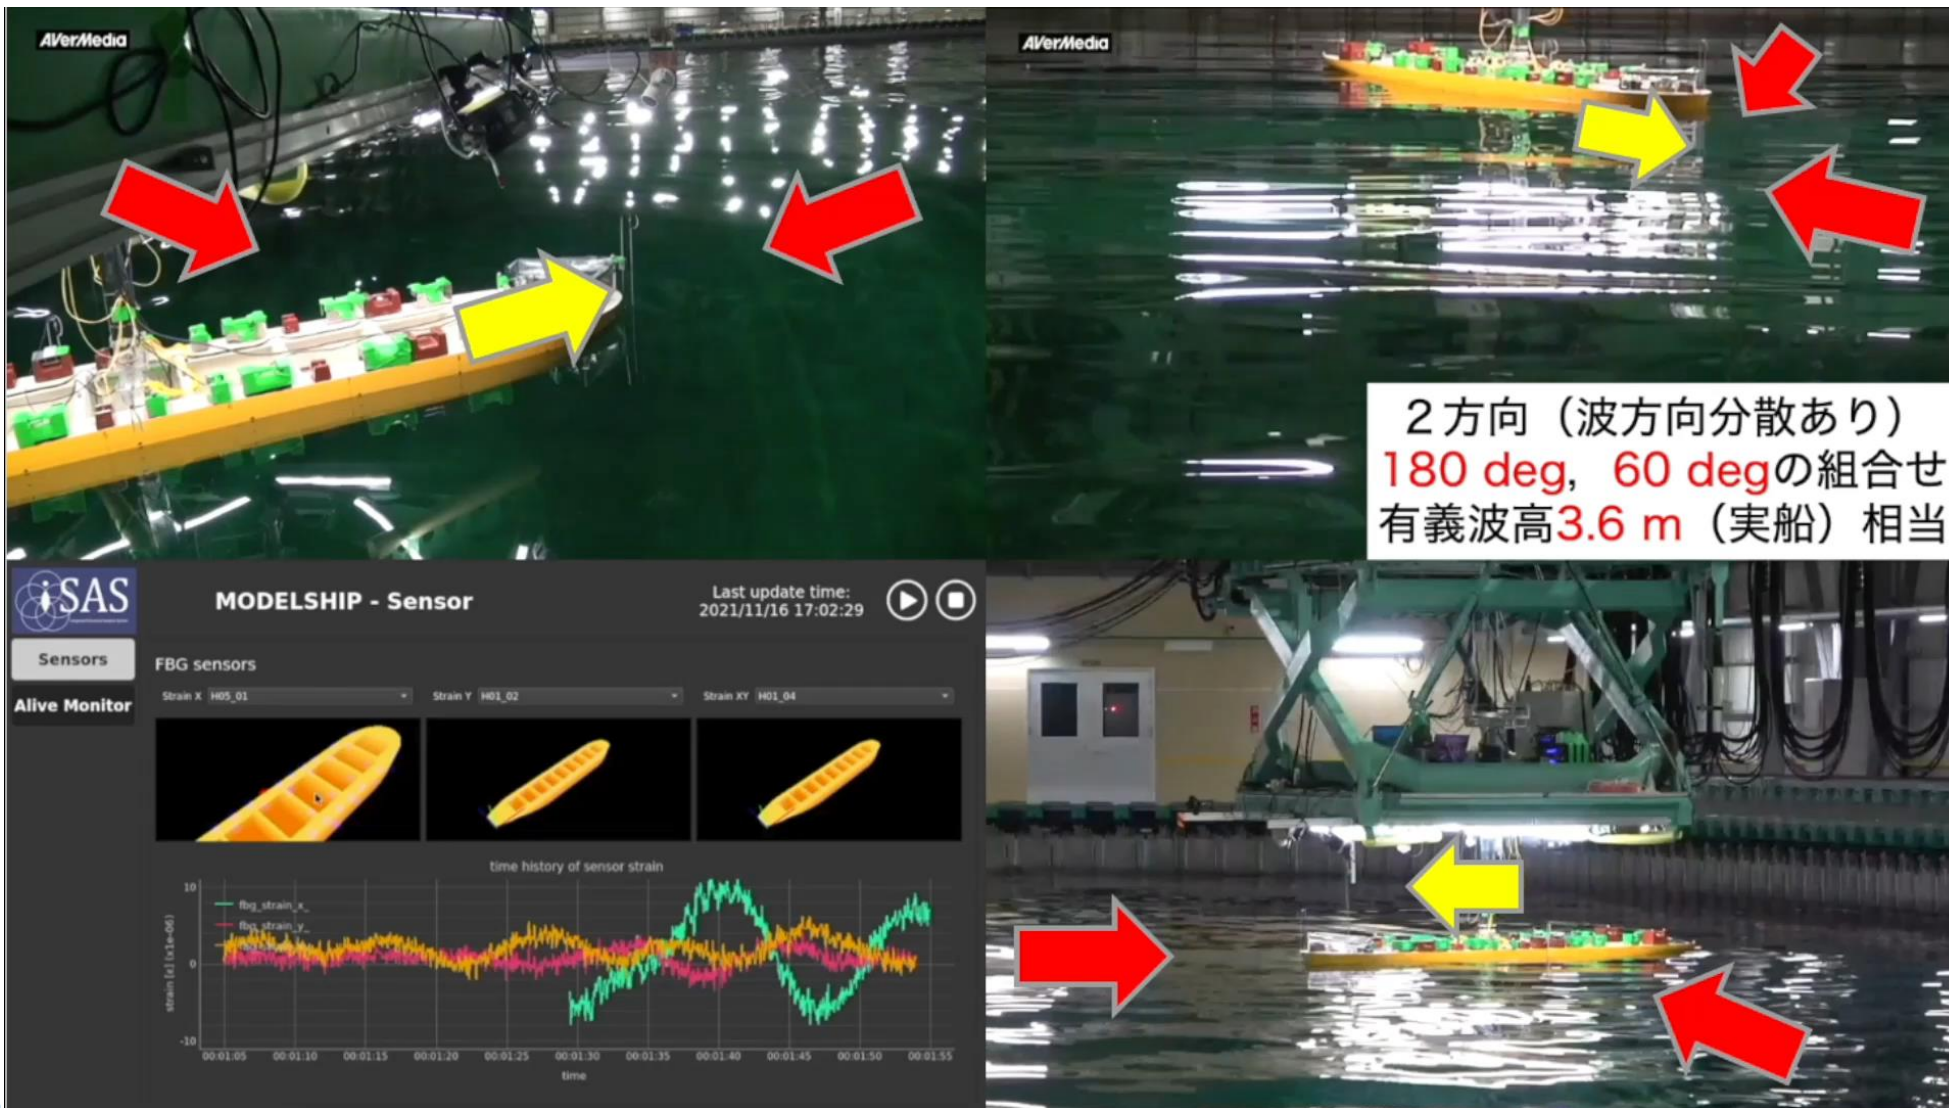 AVerMedia
AVerMedia
２方向（波方向分散あり）
180 deg, 60 degの組合せ
有義波高3.6 m（実船）相当
iSAS
MODELSHIP - Sensor
Last update time:
2021/11/16 17:02:29
Sensors
Alive Monitor
FBG sensors
Strain X H05_01
Strain Y H01_02
Strain XY H01_04
time history of sensor strain
fbg_strain_x_
fbg_strain_y_
strain [ε] [x1e-06]
10
0
-10
00:01:05 00:01:10 00:01:15 00:01:20 00:01:25 00:01:30 00:01:35 00:01:40 00:01:45 00:01:50 00:01:55
time